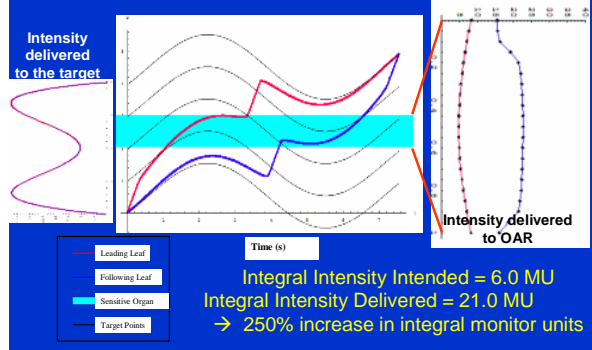 Intensity
delivered
to the target
Time (s)
Intensity delivered
to OAR
Leading Leaf
Following Leaf
Sensitive Organ
Target Points
Integral Intensity Intended = 6.0 MU
Integral Intensity Delivered = 21.0 MU
→ 250% increase in integral monitor units